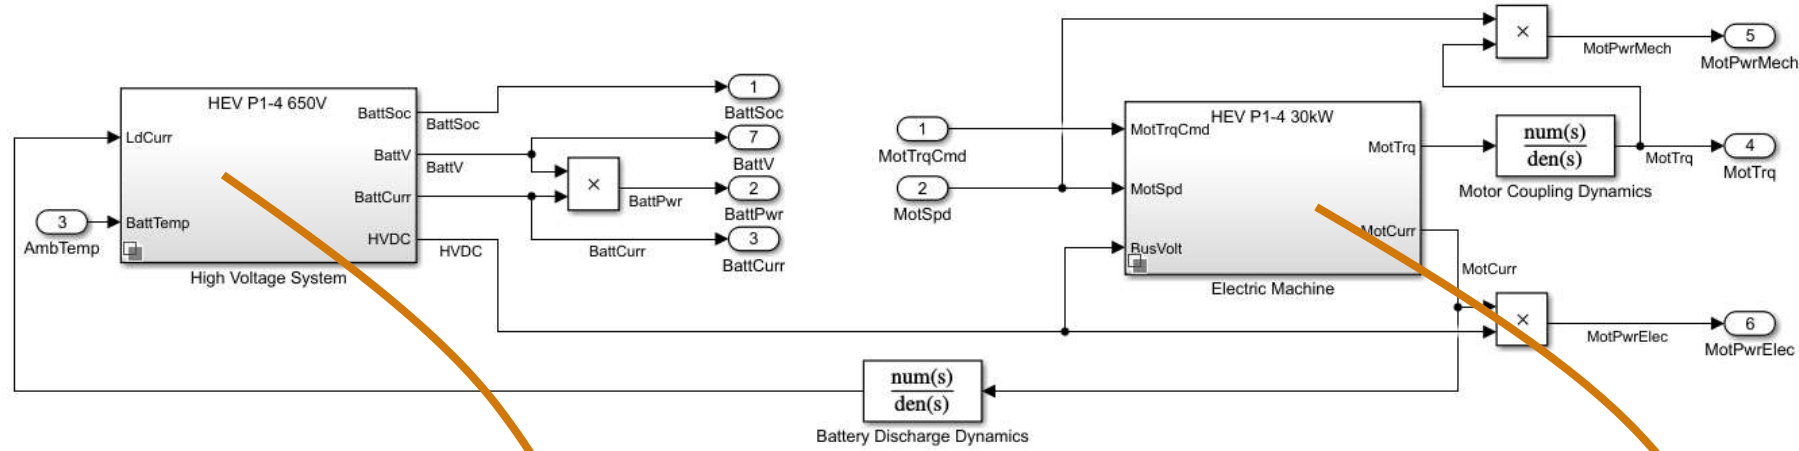 HEV P1-4 650V
LdCurr
BattTemp
BattSoc
BattV
BattCurr
HVDC
High Voltage System
3
AmbTemp
BattSoc
BattV
HVDC
×
BattPwr
BattCurr
1
BattSoc
7
BattV
2
BattPwr
3
BattCurr
1
MotTrqCmd
2
MotSpd
HEV P1-4 30kW
MotTrqCmd
MotSpd
BusVolt
MotTrq
MotCurr
Electric Machine
num(s)
den(s)
Motor Coupling Dynamics
×
MotPwrMech
5
MotPwrMech
MotTrq
4
MotTrq
MotCurr
×
MotPwrElec
6
MotPwrElec
num(s)
den(s)
Battery Discharge Dynamics